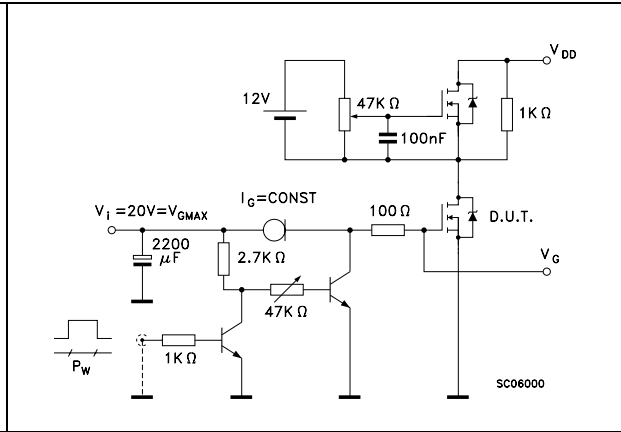 V_DD
12V
47K Ω
1K Ω
100nF
I_G=CONST
V_i =20V=V_GMAX
100 Ω
D.U.T.
2200
μF
2.7K Ω
V_G
47K Ω
1K Ω
P_W
SC06000